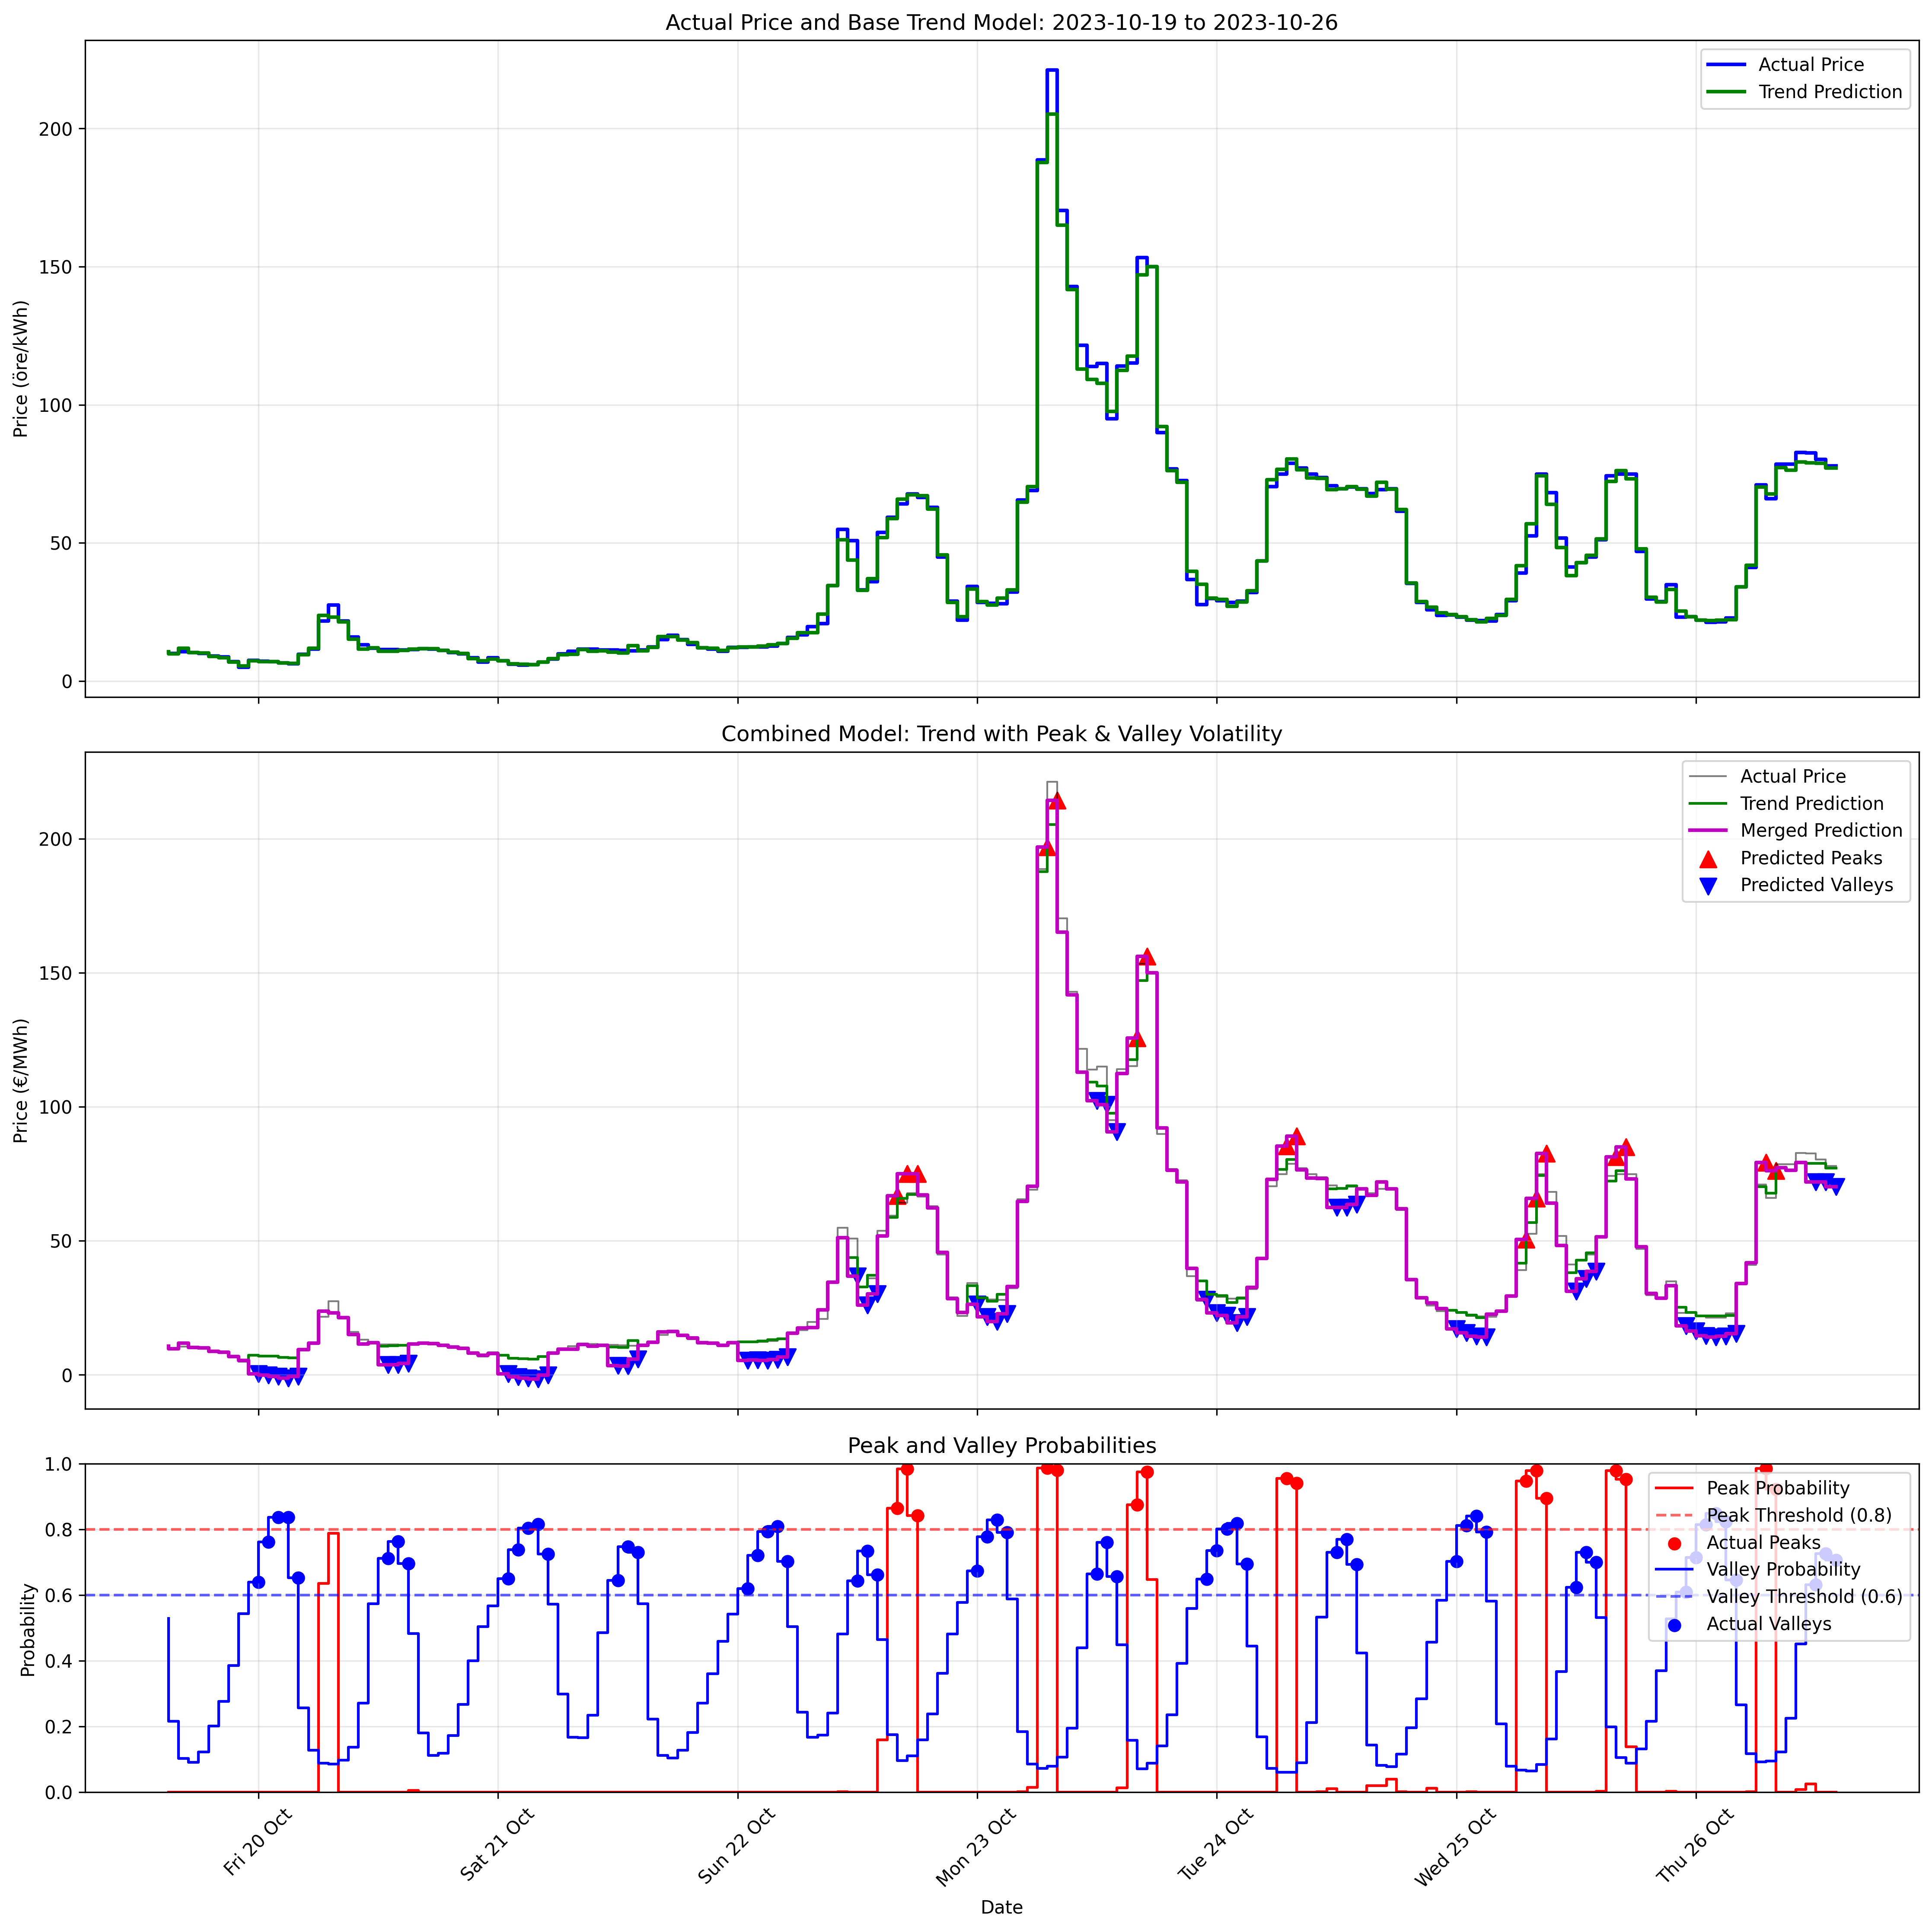 Actual Price and Base Trend Model: 2023-10-19 to 2023-10-26
Price (öre/kWh)
200
150
100
50
0
Actual Price
Trend Prediction
Combined Model: Trend with Peak & Valley Volatility
Price (€/MWh)
200
150
100
50
0
Actual Price
Trend Prediction
Merged Prediction
Predicted Peaks
Predicted Valleys
Peak and Valley Probabilities
Probability
1.0
0.8
0.6
0.4
0.2
0.0
Peak Probability
Peak Threshold (0.8)
Actual Peaks
Valley Probability
Valley Threshold (0.6)
Actual Valleys
Fri 20 Oct
Sat 21 Oct
Sun 22 Oct
Mon 23 Oct
Tue 24 Oct
Wed 25 Oct
Thu 26 Oct
Date